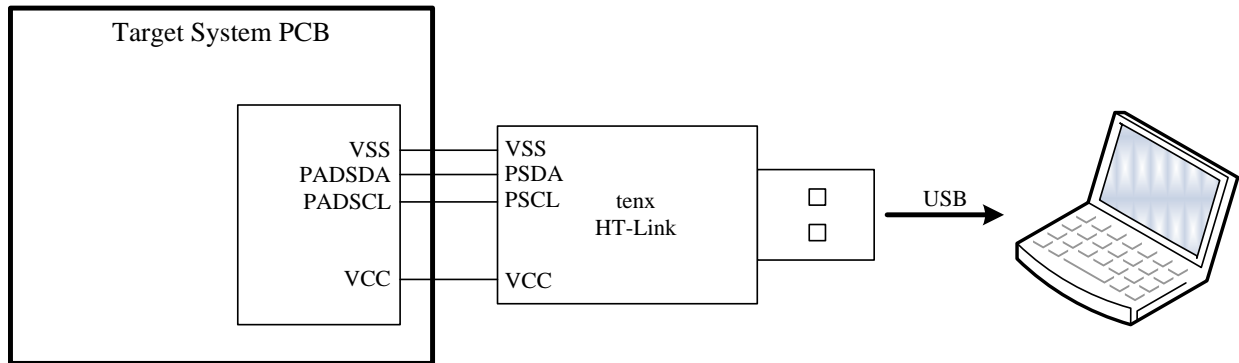 Target System PCB
VSS
PADSDA
PADSCL
VCC
VSS
PSDA
PSCL
VCC
tenx
HT-Link
USB